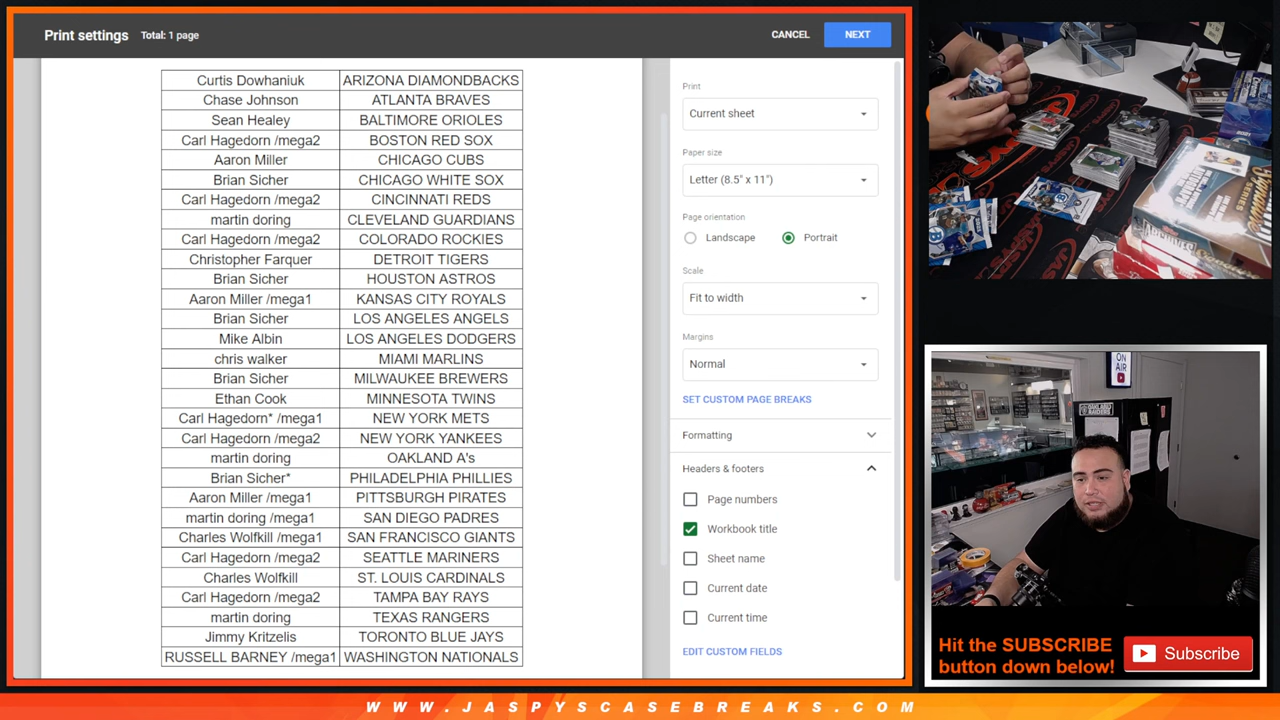 Print settings Total: 1 page CANCEL NEXT
Curtis Dowhaniuk ARIZONA DIAMONDBACKS
Chase Johnson ATLANTA BRAVES
Sean Healey BALTIMORE ORIOLES
Carl Hagedorn /mega2 BOSTON RED SOX
Aaron Miller CHICAGO CUBS
Brian Sicher CHICAGO WHITE SOX
Carl Hagedorn /mega2 CINCINNATI REDS
martin doring CLEVELAND GUARDIANS
Carl Hagedorn /mega2 COLORADO ROCKIES
Christopher Farquer DETROIT TIGERS
Brian Sicher HOUSTON ASTROS
Aaron Miller /mega1 KANSAS CITY ROYALS
Brian Sicher LOS ANGELES ANGELS
Mike Albin LOS ANGELES DODGERS
chris walker MIAMI MARLINS
Brian Sicher MILWAUKEE BREWERS
Ethan Cook MINNESOTA TWINS
Carl Hagedorn* /mega1 NEW YORK METS
Carl Hagedorn /mega2 NEW YORK YANKEES
martin doring OAKLAND A's
Brian Sicher* PHILADELPHIA PHILLIES
Aaron Miller /mega1 PITTSBURGH PIRATES
martin doring /mega1 SAN DIEGO PADRES
Charles Wolfkill /mega1 SAN FRANCISCO GIANTS
Carl Hagedorn /mega2 SEATTLE MARINERS
Charles Wolfkill ST. LOUIS CARDINALS
Carl Hagedorn /mega2 TAMPA BAY RAYS
martin doring TEXAS RANGERS
Jimmy Kritzelis TORONTO BLUE JAYS
RUSSELL BARNEY /mega1 WASHINGTON NATIONALS
Print
Current sheet
Paper size
Letter (8.5" x 11")
Page orientation
Landscape Portrait
Scale
Fit to width
Margins
Normal
SET CUSTOM PAGE BREAKS
Formatting
Headers & footers
Page numbers
Workbook title
Sheet name
Current date
Current time
EDIT CUSTOM FIELDS
ARCHIVES
ON
AIR
Hit the SUBSCRIBE
button down below!
Subscribe
WWW.JASPYSCASEBREAKS.COM